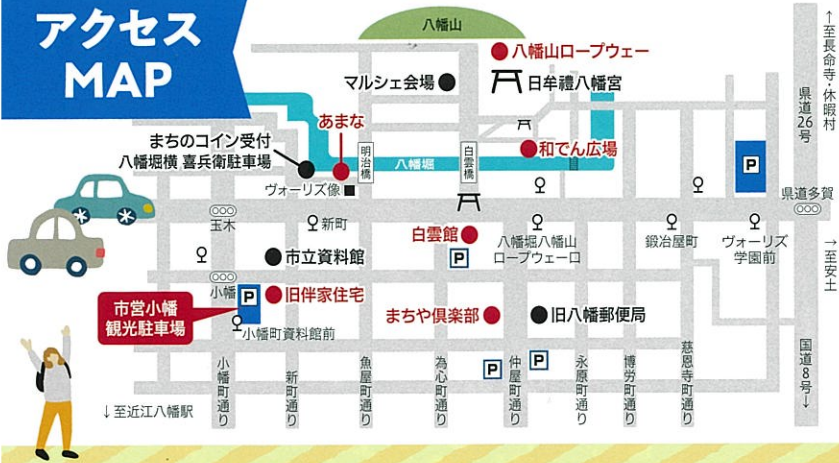 アクセス
MAP
八幡山
八幡山ロープウェー
マルシェ会場
日牟禮八幡宮
↑至長命寺・休暇村
県道26号
あまな
まちのコイン受付
八幡堀横 喜兵衛駐車場
明治橋
八幡堀
白雲橋
和でん広場
P
ヴォーリズ像
県道多賀
玉木
新町
白雲館
八幡堀八幡山
ロープウェー口
鍛冶屋町
ヴォーリズ
学園前
市立資料館
P
→至安土
小幡
P
旧伴家住宅
市営小幡
観光駐車場
小幡町資料館前
まちや倶楽部
旧八幡郵便局
P
P
小幡町通り
新町通り
魚屋町通り
為心町通り
仲屋町通り
永原町通り
博労町通り
慈恩寺町通り
国道8号→
↓至近江八幡駅